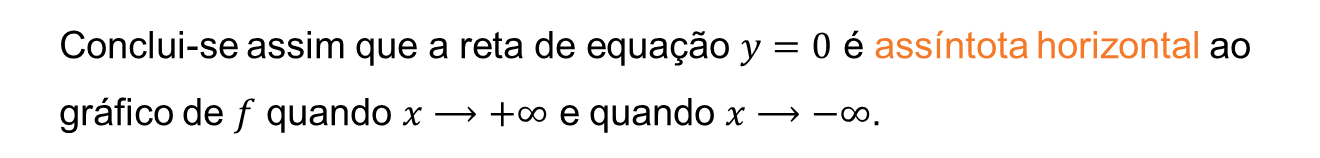 Conclui-se assim que a reta de equação y = 0 é assíntota horizontal ao
gráfico de f quando x ⟶ +∞ e quando x ⟶ −∞.